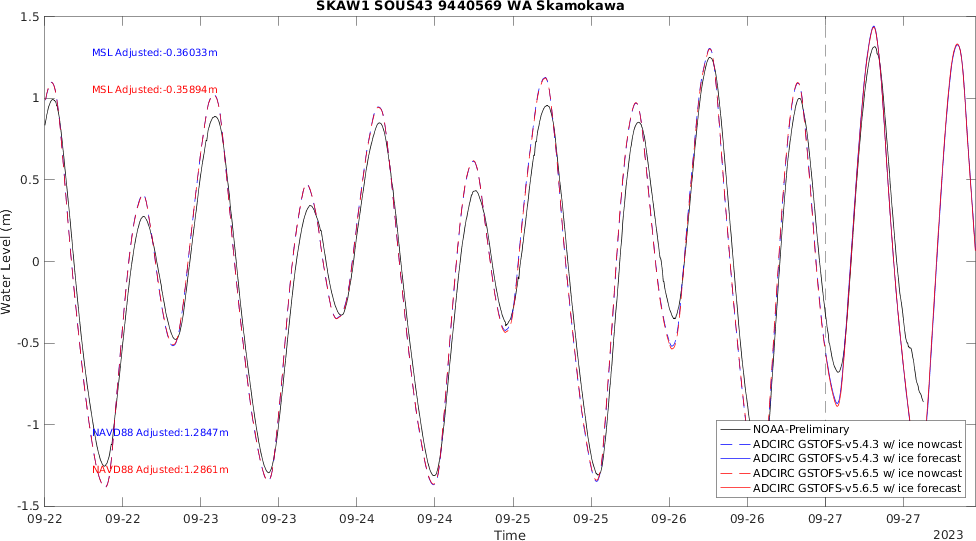 SKAW1 SOUS43 9440569 WA Skamokawa
1.5
1
0.5
0
-0.5
-1
-1.5
Water Level (m)
MSL Adjusted:-0.36033m
MSL Adjusted:-0.35894m
NAVD88 Adjusted:1.2847m
NAVD88 Adjusted:1.2861m
NOAA-Preliminary
ADCIRC GSTOFS-v5.4.3 w/ ice nowcast
ADCIRC GSTOFS-v5.4.3 w/ ice forecast
ADCIRC GSTOFS-v5.6.5 w/ ice nowcast
ADCIRC GSTOFS-v5.6.5 w/ ice forecast
09-22 09-22 09-23 09-23 09-24 09-24 09-25 09-25 09-26 09-26 09-27 09-27
Time
2023